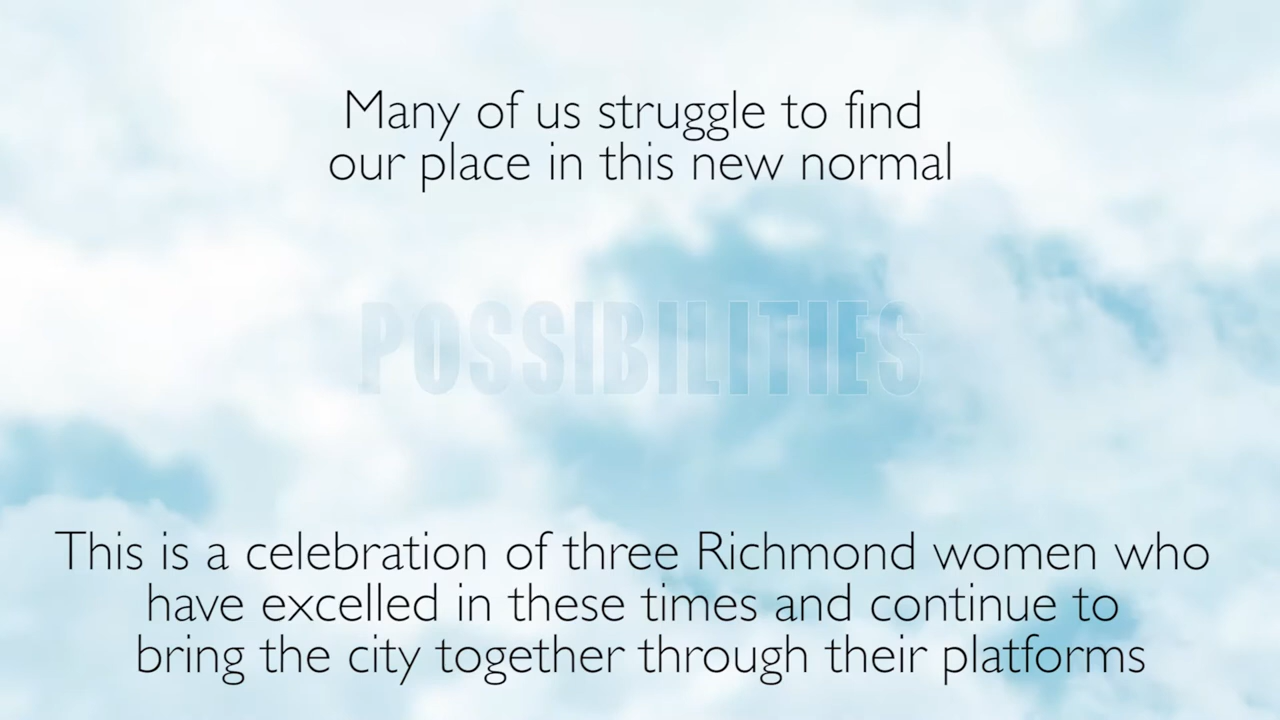 Many of us struggle to find
our place in this new normal
POSSIBILITIES
This is a celebration of three Richmond women who
have excelled in these times and continue to
bring the city together through their platforms